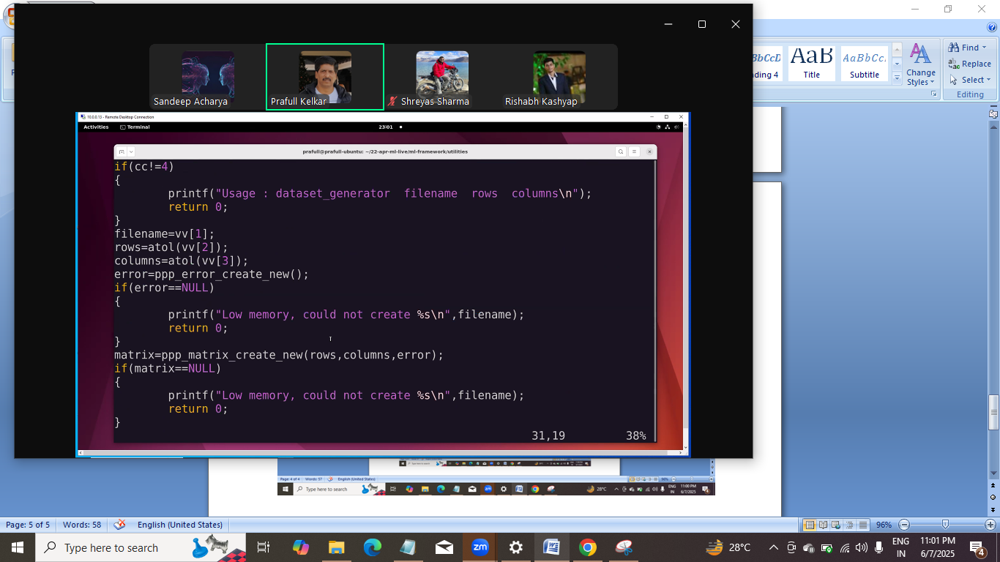 bCcD
AaB
AaBbCc.
ng 4
Title
Subtitle
Change
Styles
Find
Replace
Select
Editing
Sandeep Acharya
Prafull Kelkar
Shreyas Sharma
Rishabh Kashyap
10.0.0.13 - Remote Desktop Connection
Activities
Terminal
23:01
prafull@prafull-ubuntu: ~/22-apr-ml-live/ml-framework/utilities
if(cc!=4)
{
printf("Usage : dataset_generator  filename  rows  columns\n");
return 0;
}
filename=vv[1];
rows=atol(vv[2]);
columns=atol(vv[3]);
error=ppp_error_create_new();
if(error==NULL)
{
printf("Low memory, could not create %s\n",filename);
return 0;
}
matrix=ppp_matrix_create_new(rows,columns,error);
if(matrix==NULL)
{
printf("Low memory, could not create %s\n",filename);
return 0;
}
31,19
38%
Page: 4 of 4
Words: 57
English (United States)
96%
Type here to search
28°C
ENG
IN
11:00 PM
6/7/2025
Page: 5 of 5
Words: 58
English (United States)
96%
Type here to search
zm
28°C
ENG
IN
11:01 PM
6/7/2025
4